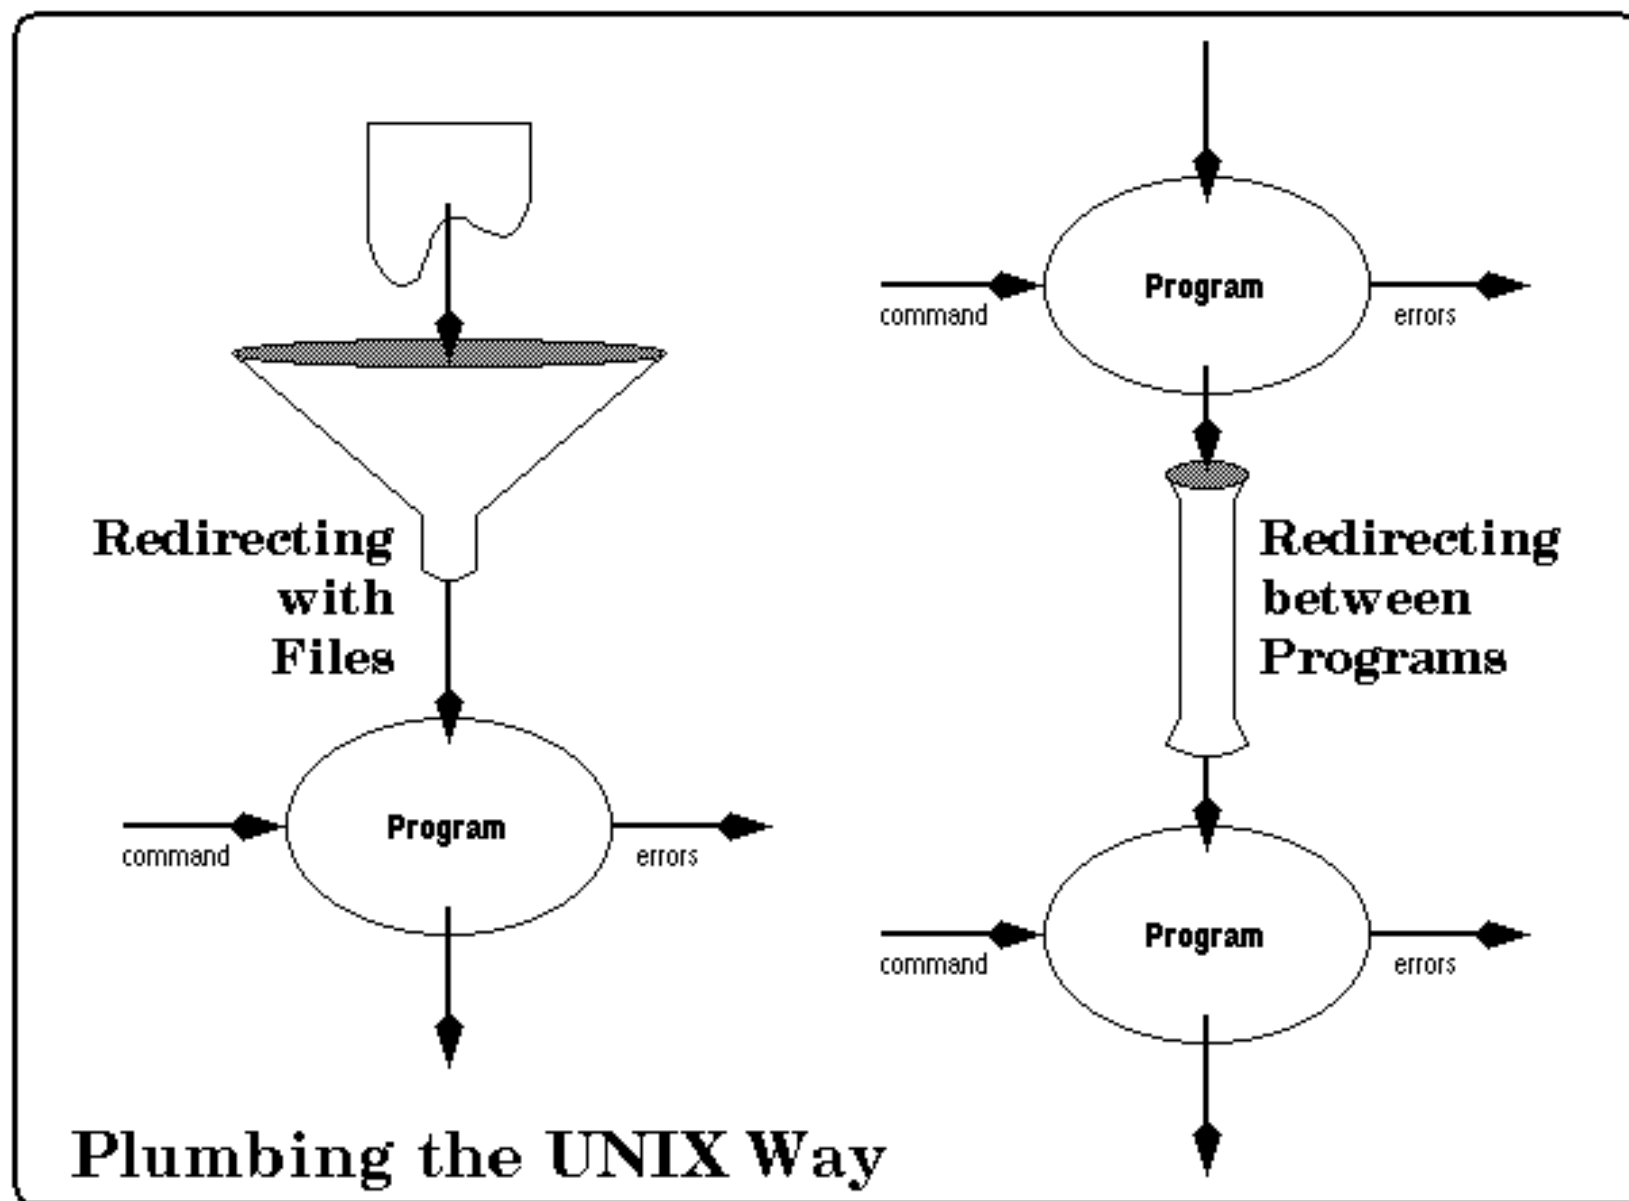 Redirecting
with
Files
Program
command
errors
Program
command
errors
Redirecting
between
Programs
Program
command
errors
Plumbing the UNIX Way